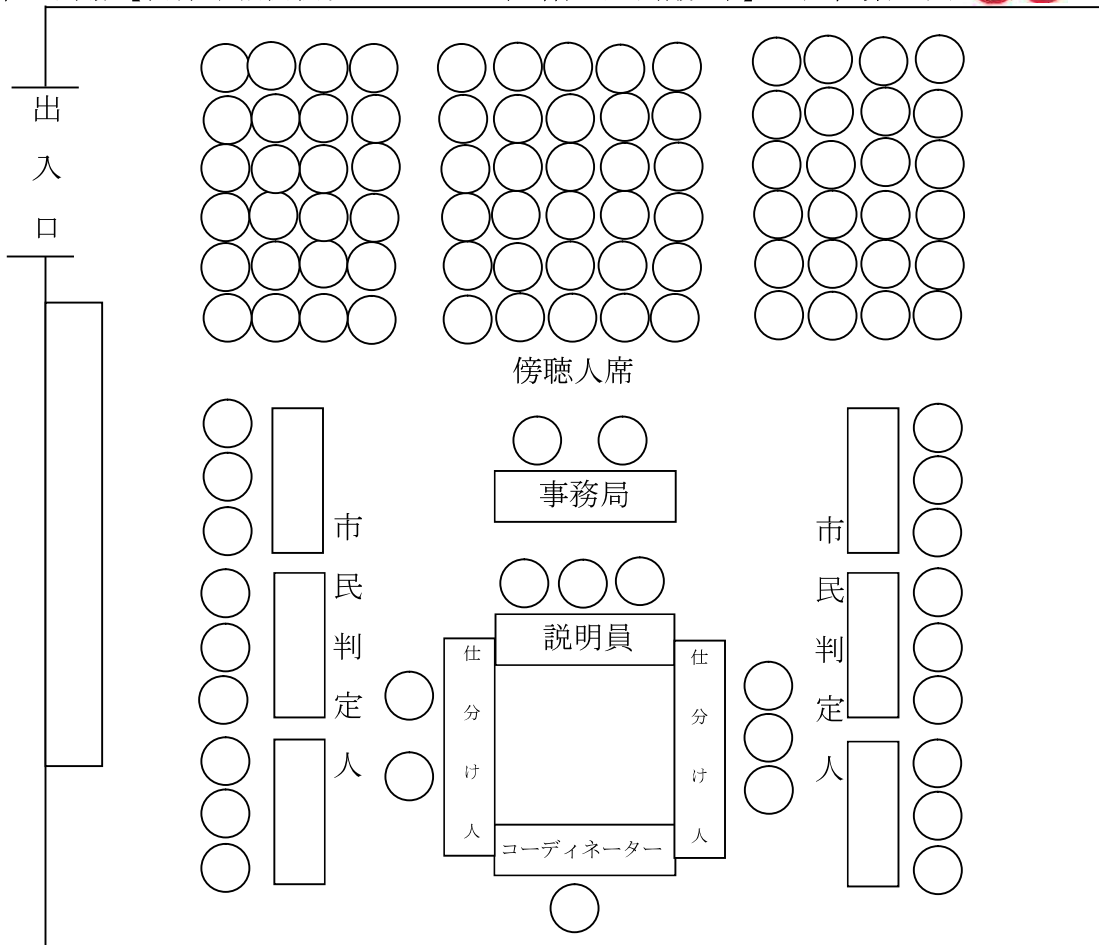 出入口
傍聴人席
事務局
市民判定人
市民判定人
説明員
仕分け人
仕分け人
コーディネーター